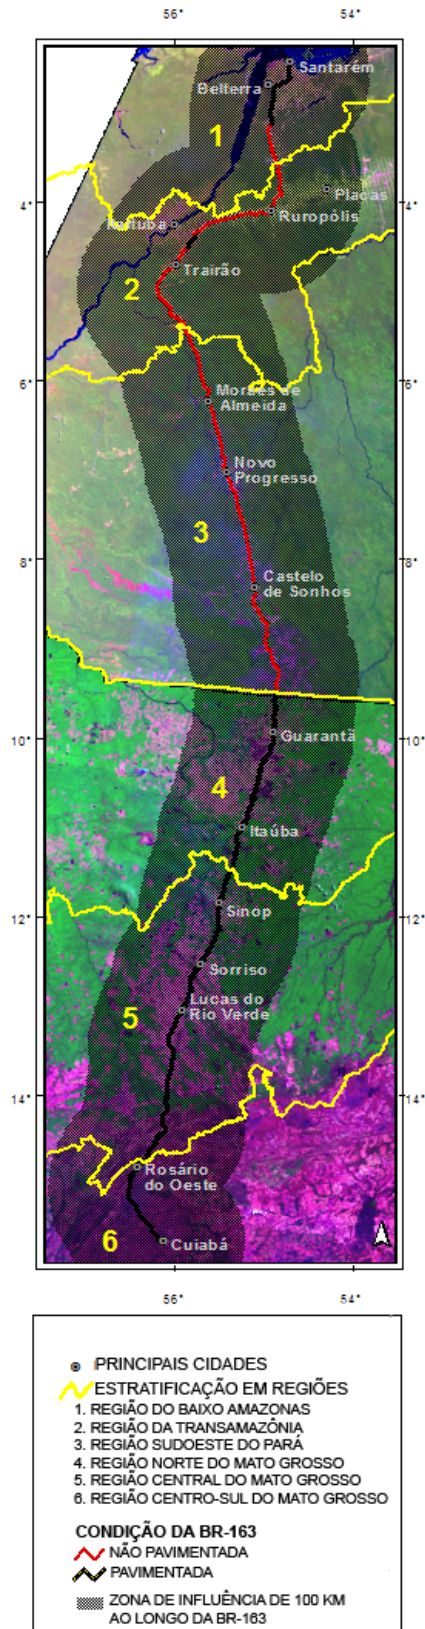 56° 54°
Santarém
Belterra
1
4°
Placas
Ruropólis
Itaituba
Trairão
2
6° 6°
Moraes de
Almeida
Novo
Progresso
3
8° 8°
Castelo
de Sonhos
10° 10°
Guarantã
4
Itaúba
12° 12°
Sinop
Sorriso
Lucas do
Rio Verde
5
14° 14°
Rosário
do Oeste
6
Cuiabá
56° 54°
PRINCIPAIS CIDADES
ESTRATIFICAÇÃO EM REGIÕES
1. REGIÃO DO BAIXO AMAZONAS
2. REGIÃO DA TRANSAMAZÔNIA
3. REGIÃO SUDOESTE DO PARÁ
4. REGIÃO NORTE DO MATO GROSSO
5. REGIÃO CENTRAL DO MATO GROSSO
6. REGIÃO CENTRO-SUL DO MATO GROSSO
CONDIÇÃO DA BR-163
NÃO PAVIMENTADA
PAVIMENTADA
ZONA DE INFLUÊNCIA DE 100 KM
AO LONGO DA BR-163